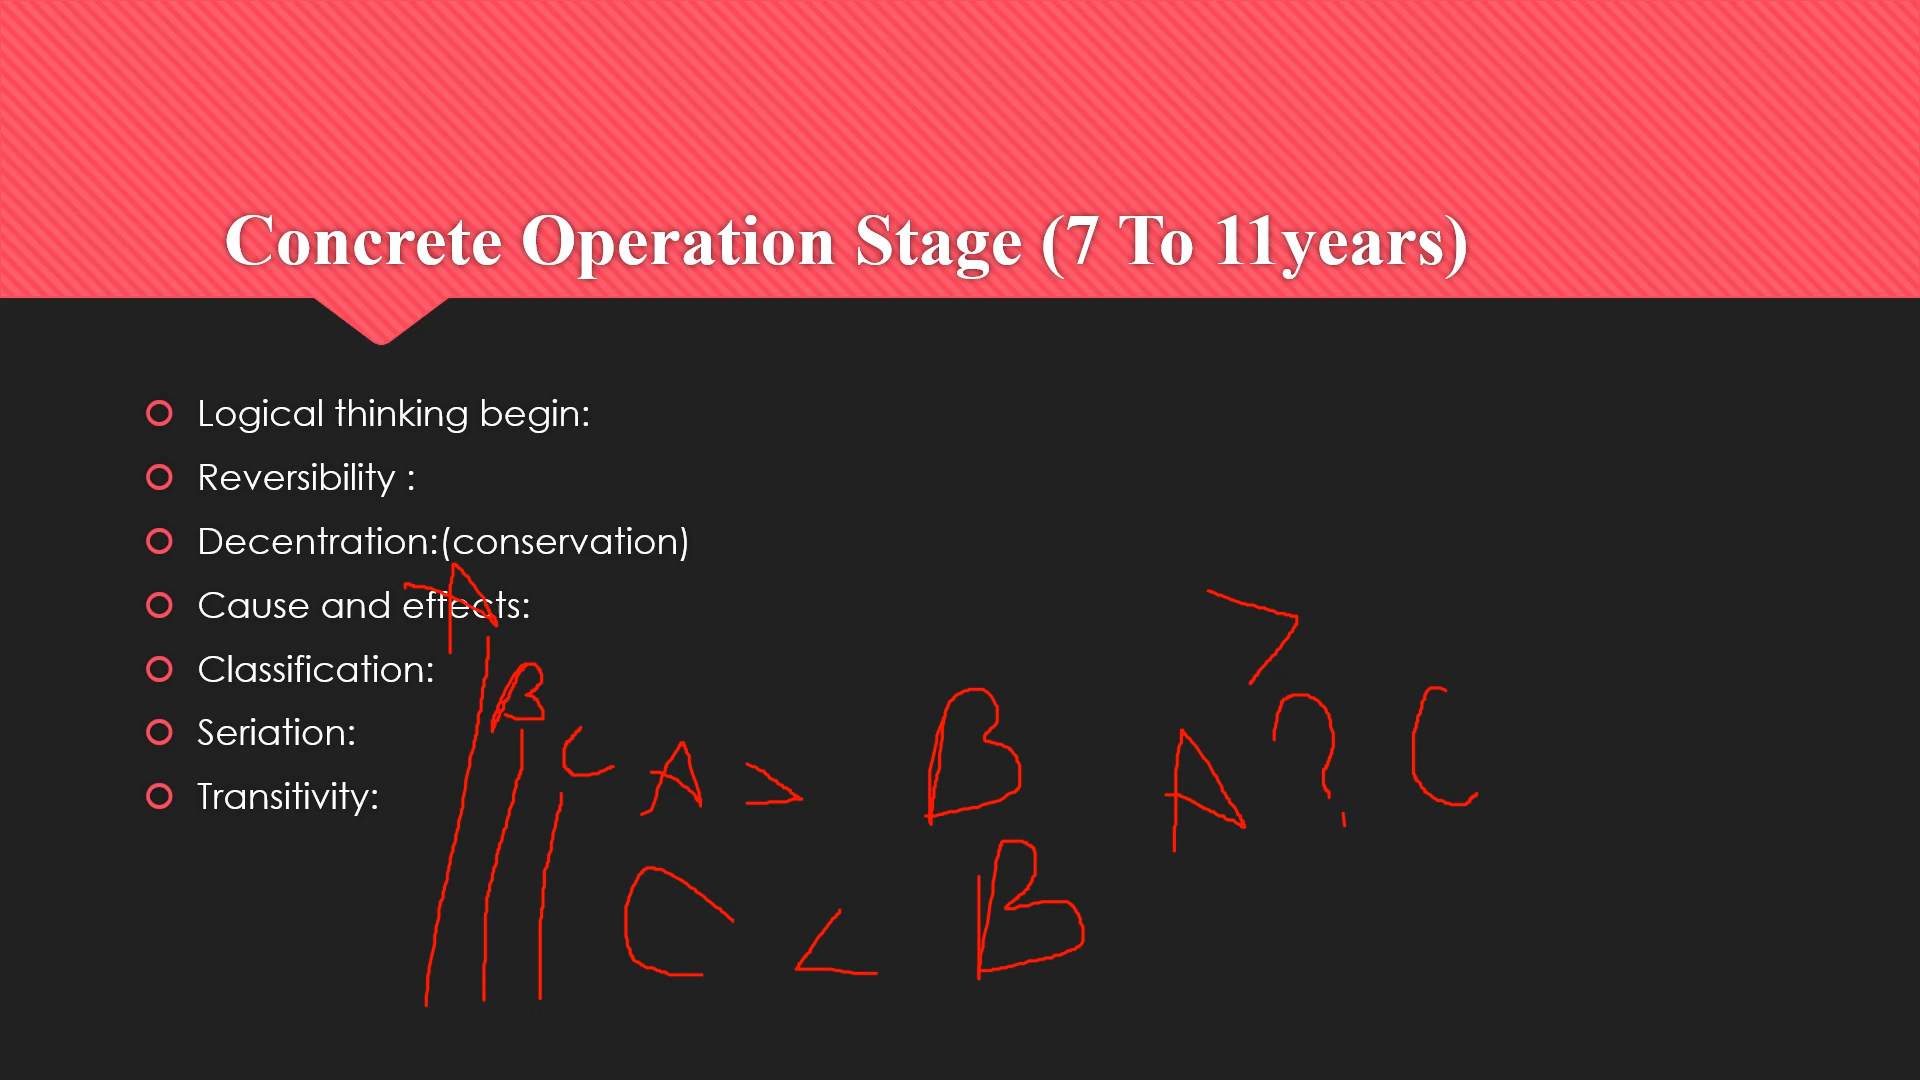 Concrete Operation Stage (7 To 11years)
Logical thinking begin:
Reversibility :
Decentration:(conservation)
Cause and effects:
Classification:
Seriation:
Transitivity:
A
B
C
A > B
C < B
>
A ? C